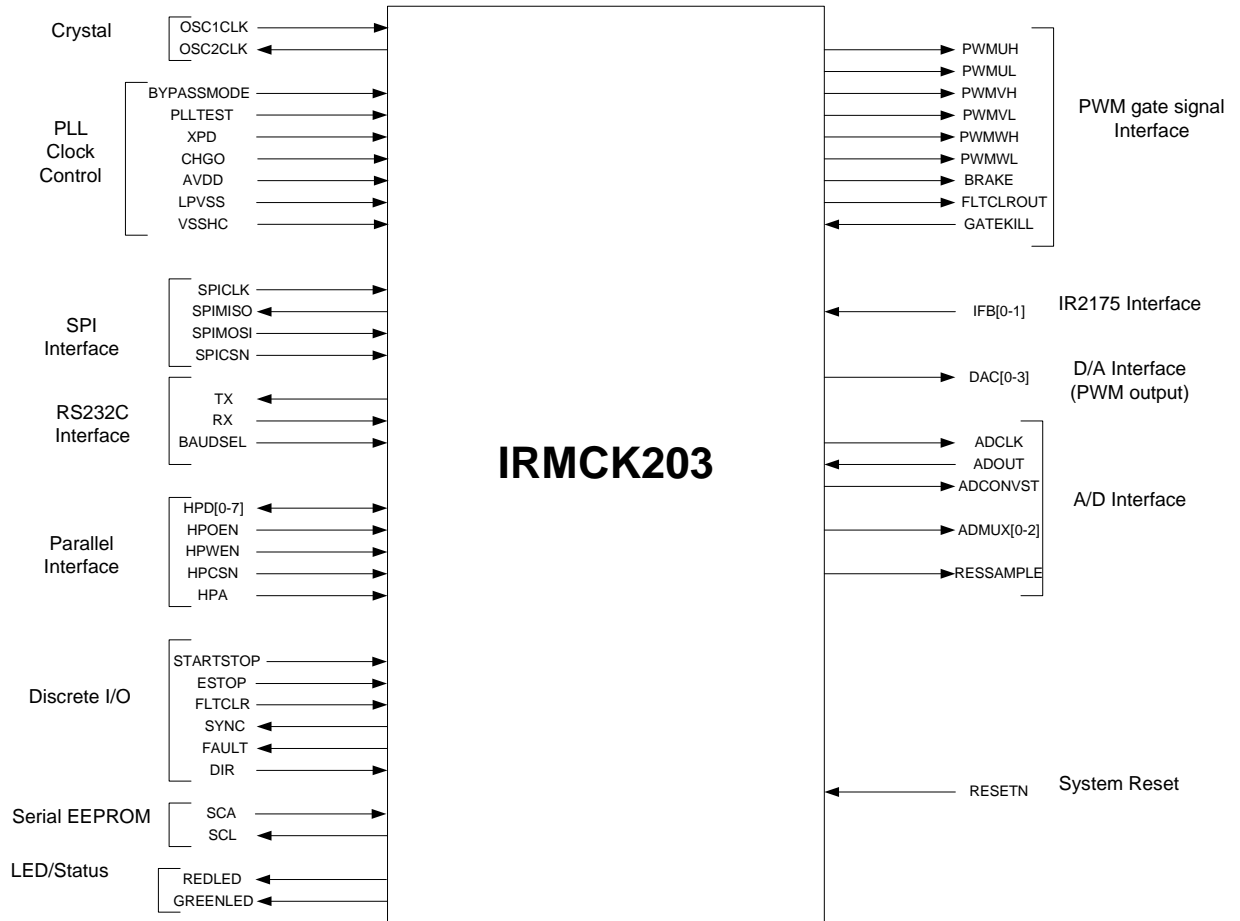 Crystal
OSC1CLK
OSC2CLK
PLL
Clock
Control
BYPASSMODE
PLLTEST
XPD
CHGO
AVDD
LPVSS
VSSHC
SPI
Interface
SPICLK
SPIMISO
SPIMOSI
SPICSN
RS232C
Interface
TX
RX
BAUDSEL
Parallel
Interface
HPD[0-7]
HPOEN
HPWEN
HPCSN
HPA
Discrete I/O
STARTSTOP
ESTOP
FLTCLR
SYNC
FAULT
DIR
Serial EEPROM
SCA
SCL
LED/Status
REDLED
GREENLED
IRMCK203
PWMUH
PWMUL
PWMVH
PWMVL
PWMWH
PWMWL
BRAKE
FLTCLROUT
GATEKILL
PWM gate signal
Interface
IFB[0-1]
IR2175 Interface
DAC[0-3]
D/A Interface
(PWM output)
ADCLK
ADOUT
ADCONVST
ADMUX[0-2]
RESSAMPLE
A/D Interface
RESETN
System Reset